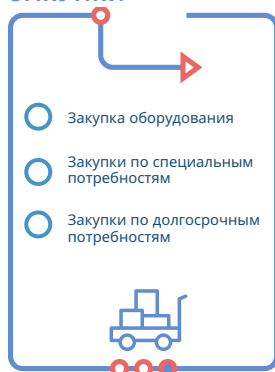 Закупка оборудования
Закупки по специальным
потребностям
Закупки по долгосрочным
потребностям